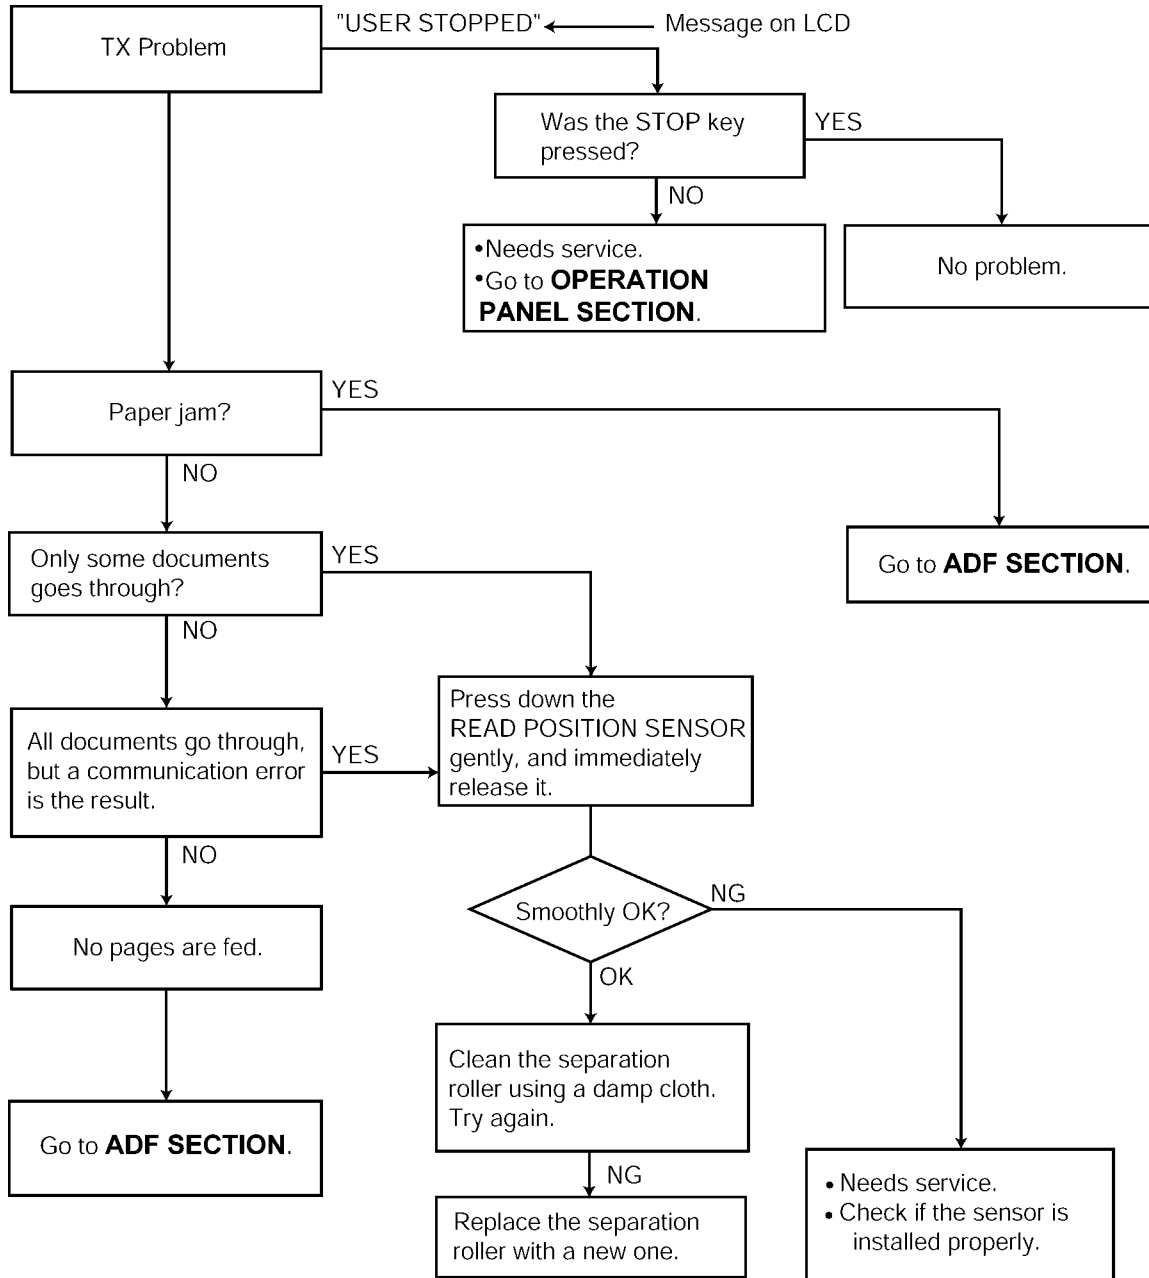 TX Problem
"USER STOPPED"
Message on LCD
Was the STOP key
pressed?
YES
NO
•Needs service.
•Go to OPERATION
PANEL SECTION.
No problem.
Paper jam?
YES
NO
Go to ADF SECTION.
Only some documents
goes through?
YES
NO
All documents go through,
but a communication error
is the result.
YES
NO
Press down the
READ POSITION SENSOR
gently, and immediately
release it.
Smoothly OK?
NG
OK
No pages are fed.
Go to ADF SECTION.
Clean the separation
roller using a damp cloth.
Try again.
NG
Replace the separation
roller with a new one.
• Needs service.
• Check if the sensor is
installed properly.